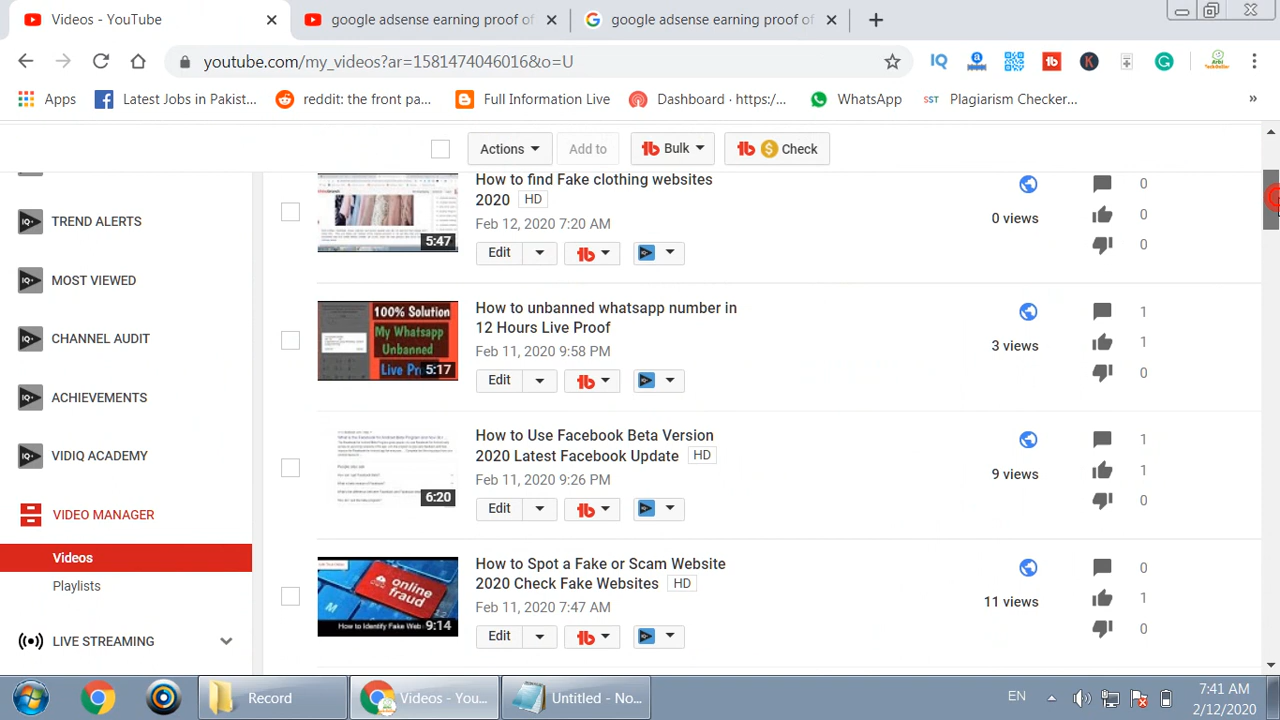 Videos - YouTube
google adsense earning proof of
google adsense earning proof of
youtube.com/my_videos?ar=1581474046016&o=U
Apps
Latest Jobs in Pakist...
reddit: the front pa...
Full Information Live
Dashboard (https:/...
WhatsApp
SST
Plagiarism Checker...
»
Actions
Add to
Bulk
Check
TREND ALERTS
MOST VIEWED
CHANNEL AUDIT
ACHIEVEMENTS
VIDIQ ACADEMY
VIDEO MANAGER
Videos
Playlists
LIVE STREAMING
5:47
How to find Fake clothing websites
2020 HD
Feb 12, 2020 7:20 AM
Edit
0 views
0
0
0
100% Solution
My Whatsapp
Unbanned
5:17
How to unbanned whatsapp number in
12 Hours Live Proof
Feb 11, 2020 9:58 PM
Edit
3 views
1
1
0
6:20
How to Use Facebook Beta Version
2020 Latest Facebook Update HD
Feb 11, 2020 9:26 PM
Edit
9 views
1
1
0
online
fraud
How to Identify Fake Web
9:14
How to Spot a Fake or Scam Website
2020 Check Fake Websites HD
Feb 11, 2020 7:47 AM
Edit
11 views
0
1
0
Record
Videos - You...
Untitled - No...
EN
7:41 AM
2/12/2020